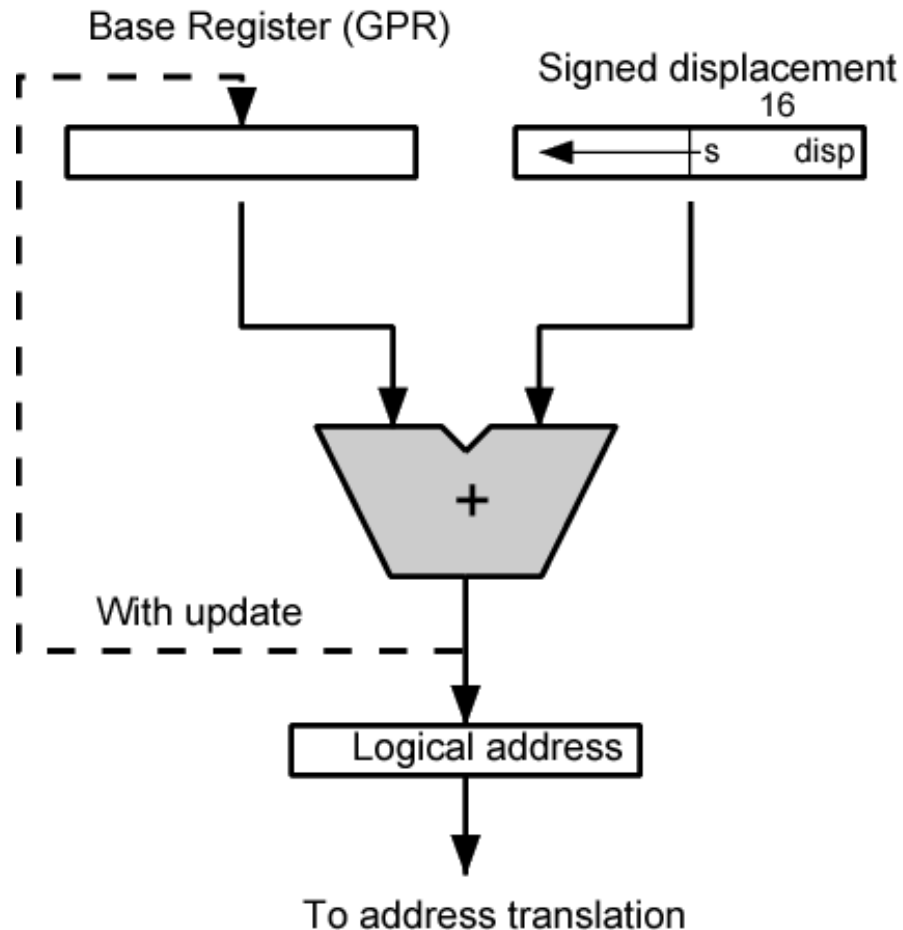 Base Register (GPR)
Signed displacement
16
s disp
+
With update
Logical address
To address translation